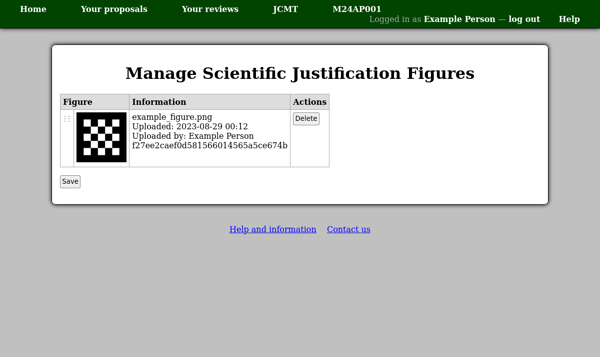 Home Your proposals Your reviews JCMT M24AP001
Logged in as Example Person — log out Help
Manage Scientific Justification Figures
Figure Information Actions
example_figure.png Delete
Uploaded: 2023-08-29 00:12
Uploaded by: Example Person
f27ee2caef0d581566014565a5ce674b
Save
Help and information Contact us